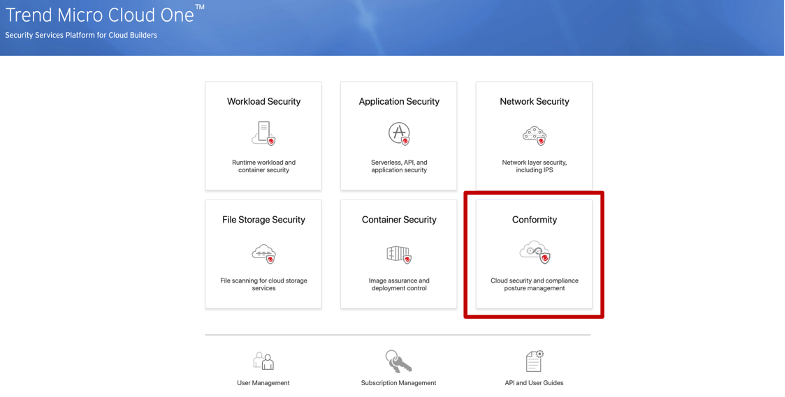 Trend Micro Cloud One™
Security Services Platform for Cloud Builders
Workload Security
Runtime workload and
container security
Application Security
Serverless, API, and
application security
Network Security
Network layer security,
including IPS
File Storage Security
File scanning for cloud storage
services
Container Security
Image assurance and
deployment control
Conformity
Cloud security and compliance
posture management
User Management
Subscription Management
API and User Guides